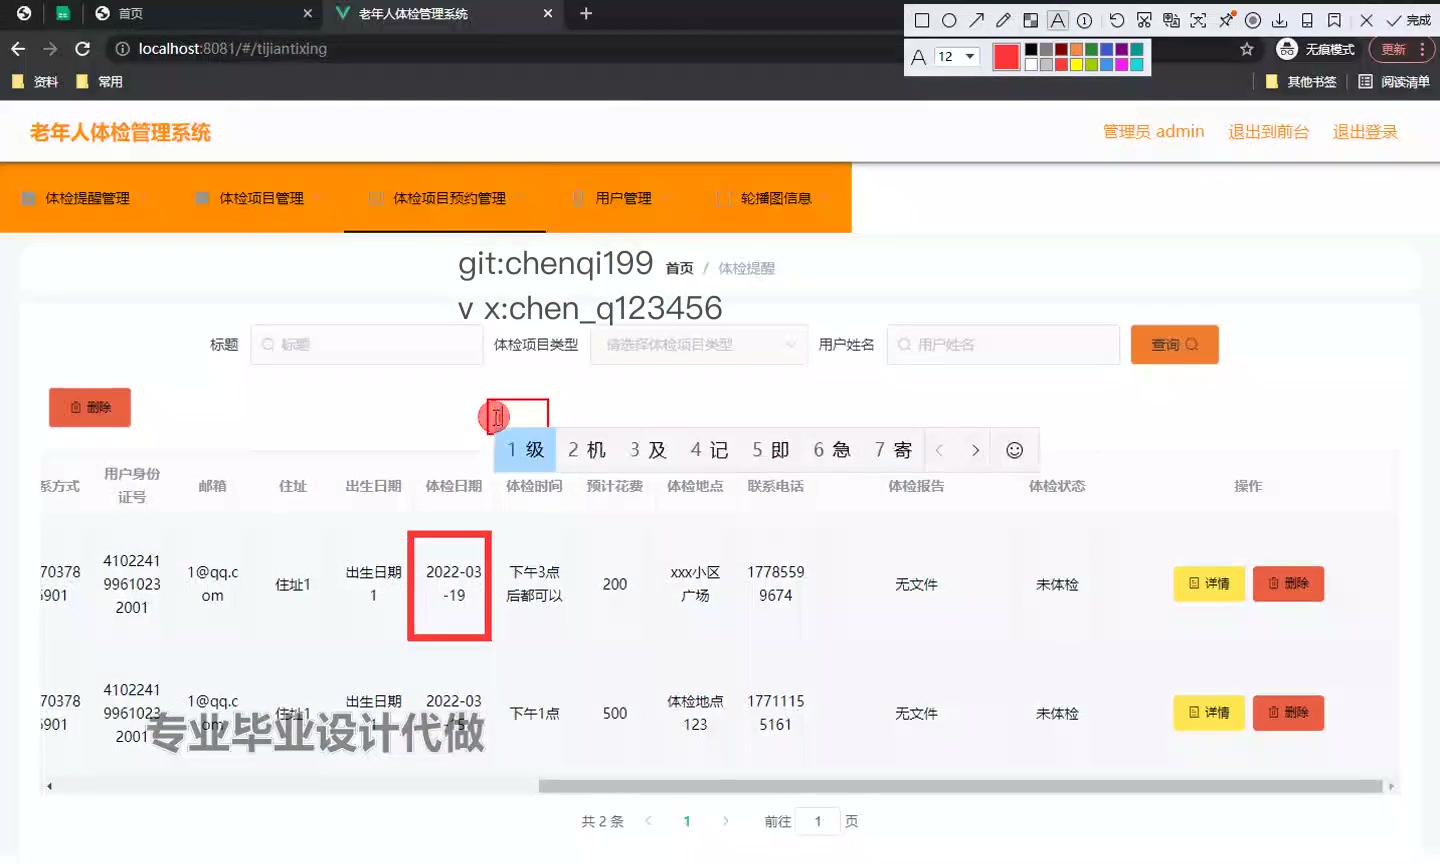 首页
老年人体检管理系统
完成
localhost:8081/#/tijiantixing
12
无痕模式
更新
资料
常用
其他书签
阅读清单
老年人体检管理系统
管理员 admin
退出到前台
退出登录
体检提醒管理
体检项目管理
体检项目预约管理
用户管理
轮播图信息
git:chenqi199
首页 / 体检提醒
v x:chen_q123456
标题
标题
体检项目类型
请选择体检项目类型
用户姓名
用户姓名
查询
删除
1 级 2 机 3 及 4 记 5 即 6 急 7 寄
系方式
用户身份
证号
邮箱
住址
出生日期
体检日期
体检时间
预计花费
体检地点
联系电话
体检报告
体检状态
操作
70378
6901
4102241
9961023
2001
1@qq.c
om
住址1
出生日期
1
2022-03
-19
下午3点
后都可以
200
xxx小区
广场
1778559
9674
无文件
未体检
详情
删除
70378
6901
4102241
9961023
2001
1@qq.c
om
住址1
出生日期
1
2022-03
下午1点
500
体检地点
123
1771115
5161
无文件
未体检
详情
删除
专业毕业设计代做
共 2 条
1
前往 1 页